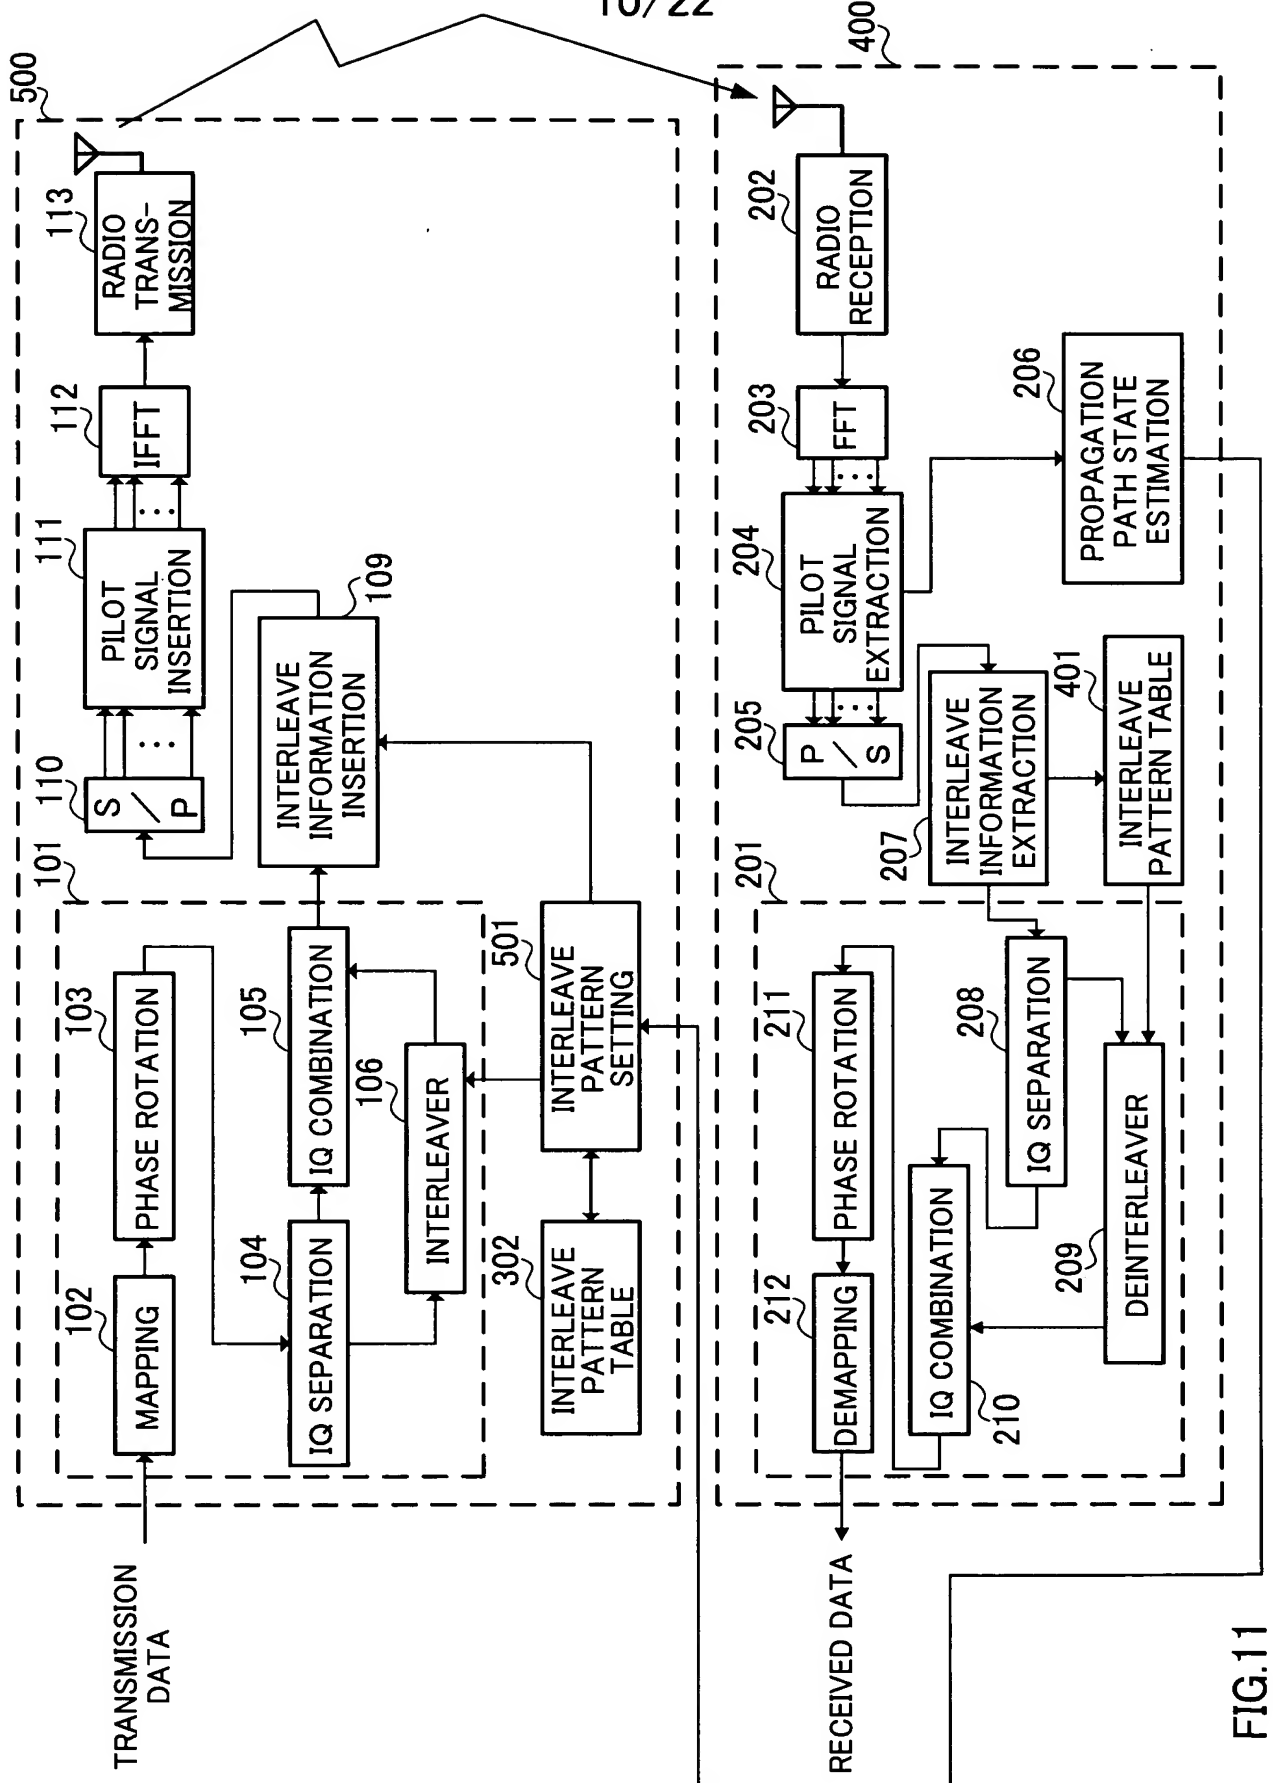 10/22
500
TRANSMISSION
DATA
101
102
MAPPING
103
PHASE ROTATION
104
IQ SEPARATION
105
IQ COMBINATION
106
INTERLEAVER
302
INTERLEAVE
PATTERN
TABLE
501
INTERLEAVE
PATTERN
SETTING
109
INTERLEAVE
INFORMATION
INSERTION
110
S
/
P
111
PILOT
SIGNAL
INSERTION
112
IFFT
113
RADIO
TRANS-
MISSION
400
202
RADIO
RECEPTION
203
FFT
204
PILOT
SIGNAL
EXTRACTION
205
P
/
S
206
PROPAGATION
PATH STATE
ESTIMATION
207
INTERLEAVE
INFORMATION
EXTRACTION
401
INTERLEAVE
PATTERN TABLE
201
208
IQ SEPARATION
209
DEINTERLEAVER
210
IQ COMBINATION
211
PHASE ROTATION
212
DEMAPPING
RECEIVED DATA
FIG.11